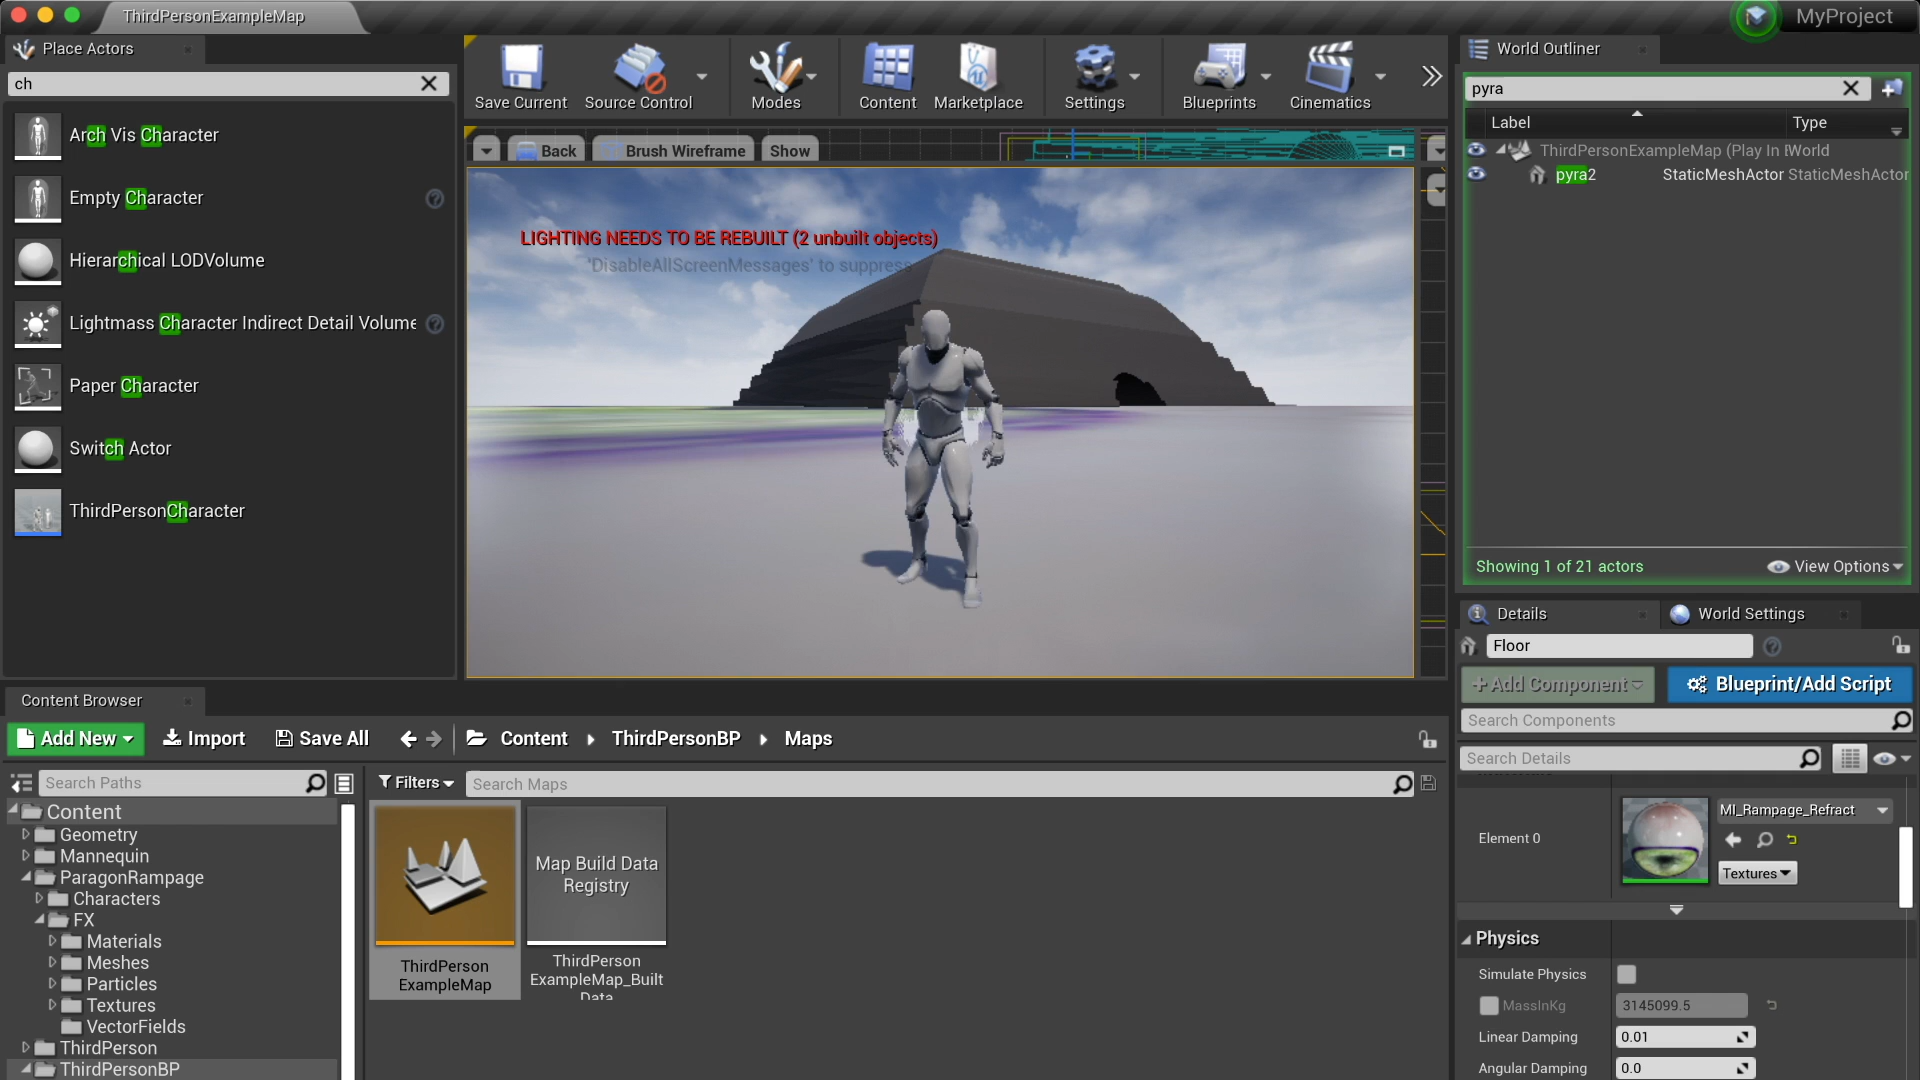 ThirdPersonExampleMap
MyProject
Place Actors
ch
Arch Vis Character
Empty Character
Hierarchical LODVolume
Lightmass Character Indirect Detail Volume
Paper Character
Switch Actor
ThirdPersonCharacter
Save Current
Source Control
Modes
Content
Marketplace
Settings
Blueprints
Cinematics
Back
Brush Wireframe
Show
LIGHTING NEEDS TO BE REBUILT (2 unbuilt objects)
'DisableAllScreenMessages' to suppress
World Outliner
pyra
Label Type
ThirdPersonExampleMap (Play In World
pyra2 StaticMeshActor StaticMeshActor
Showing 1 of 21 actors
View Options
Details
World Settings
Floor
+ Add Component
Blueprint/Add Script
Search Components
Search Details
Element 0
MI_Rampage_Refract
Textures
Physics
Simulate Physics
MassInKg 3145099.5
Linear Damping 0.01
Angular Damping 0.0
Content Browser
Add New
Import
Save All
Content
ThirdPersonBP
Maps
Search Paths
Filters
Search Maps
Content
Geometry
Mannequin
ParagonRampage
Characters
FX
Materials
Meshes
Particles
Textures
VectorFields
ThirdPerson
ThirdPersonBP
ThirdPerson
ExampleMap
Map Build Data
Registry
ThirdPerson
ExampleMap_Built
Data